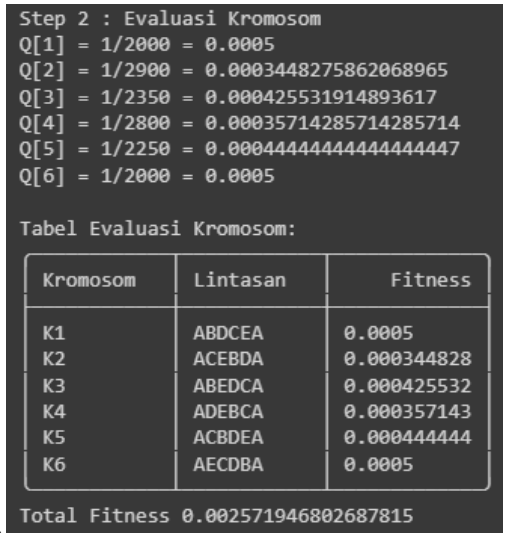 Step 2 : Evaluasi Kromosom
Q[1] = 1/2000 = 0.0005
Q[2] = 1/2900 = 0.0003448275862068965
Q[3] = 1/2350 = 0.000425531914893617
Q[4] = 1/2800 = 0.00035714285714285714
Q[5] = 1/2250 = 0.00044444444444444447
Q[6] = 1/2000 = 0.0005
Tabel Evaluasi Kromosom:
Kromosom Lintasan Fitness
K1 ABDCEA 0.0005
K2 ACEBDA 0.000344828
K3 ABEDCA 0.000425532
K4 ADEBCA 0.000357143
K5 ACBDEA 0.000444444
K6 AECDBA 0.0005
Total Fitness 0.002571946802687815